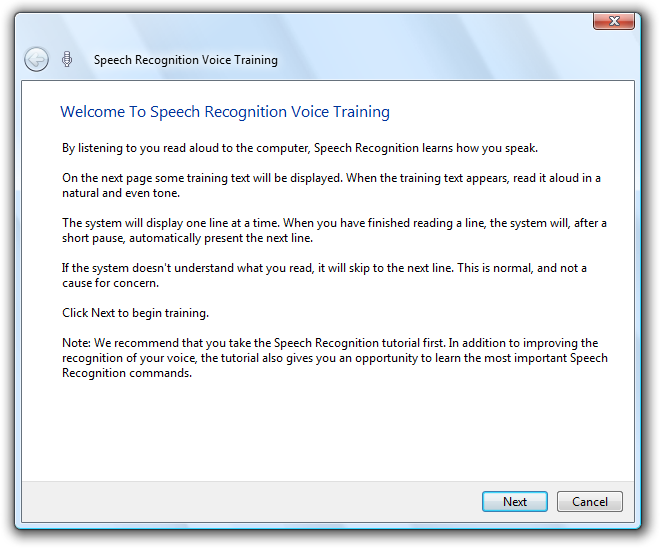 Speech Recognition Voice Training
Welcome To Speech Recognition Voice Training
By listening to you read aloud to the computer, Speech Recognition learns how you speak.
On the next page some training text will be displayed. When the training text appears, read it aloud in a
natural and even tone.
The system will display one line at a time. When you have finished reading a line, the system will, after a
short pause, automatically present the next line.
If the system doesn't understand what you read, it will skip to the next line. This is normal, and not a
cause for concern.
Click Next to begin training.
Note: We recommend that you take the Speech Recognition tutorial first. In addition to improving the
recognition of your voice, the tutorial also gives you an opportunity to learn the most important Speech
Recognition commands.
Next
Cancel